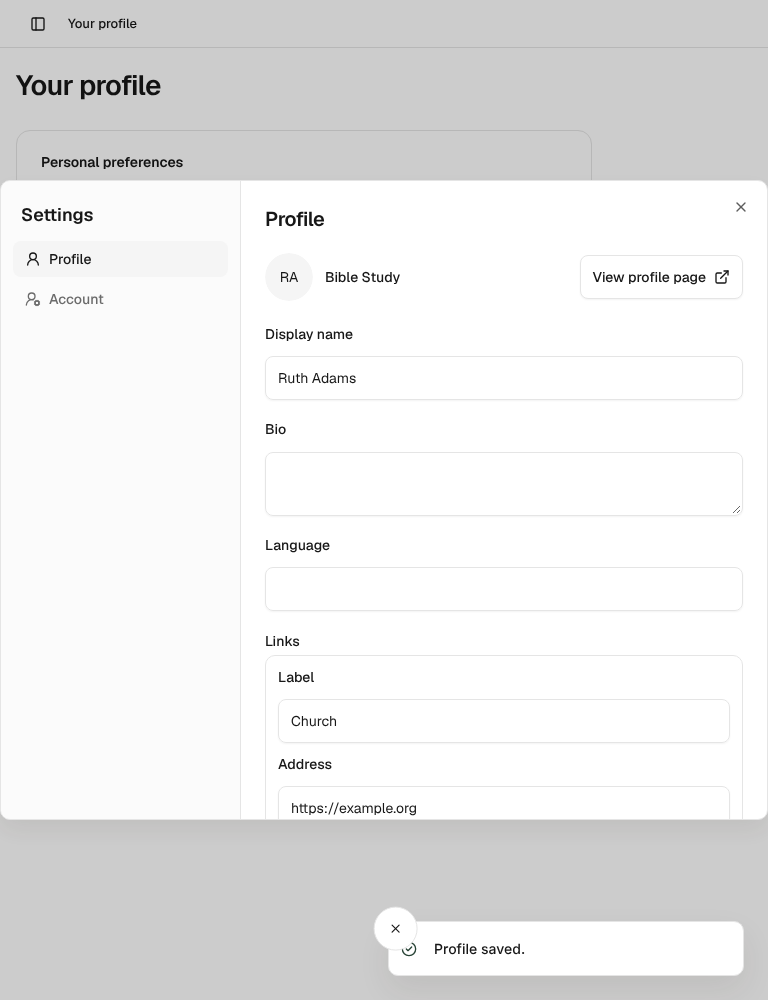 Your profile
Your profile
Personal preferences
Settings
Profile
Account
Profile
RA
Bible Study
View profile page
Display name
Ruth Adams
Bio
Language
Links
Label
Church
Address
https://example.org
Profile saved.